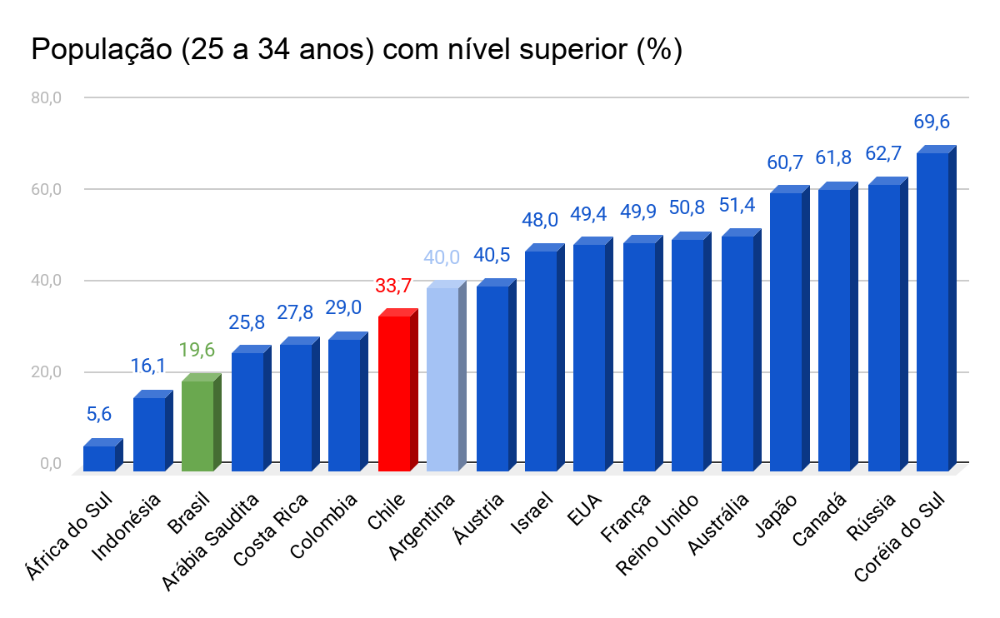 População (25 a 34 anos) com nível superior (%)
80,0
60,0
40,0
20,0
0,0
5,6
16,1
19,6
25,8
27,8
29,0
33,7
40,0
40,5
48,0
49,4
49,9
50,8
51,4
60,7
61,8
62,7
69,6
África do Sul
Indonésia
Brasil
Arábia Saudita
Costa Rica
Colombia
Chile
Argentina
Áustria
Israel
EUA
França
Reino Unido
Austrália
Japão
Canadá
Rússia
Coréia do Sul